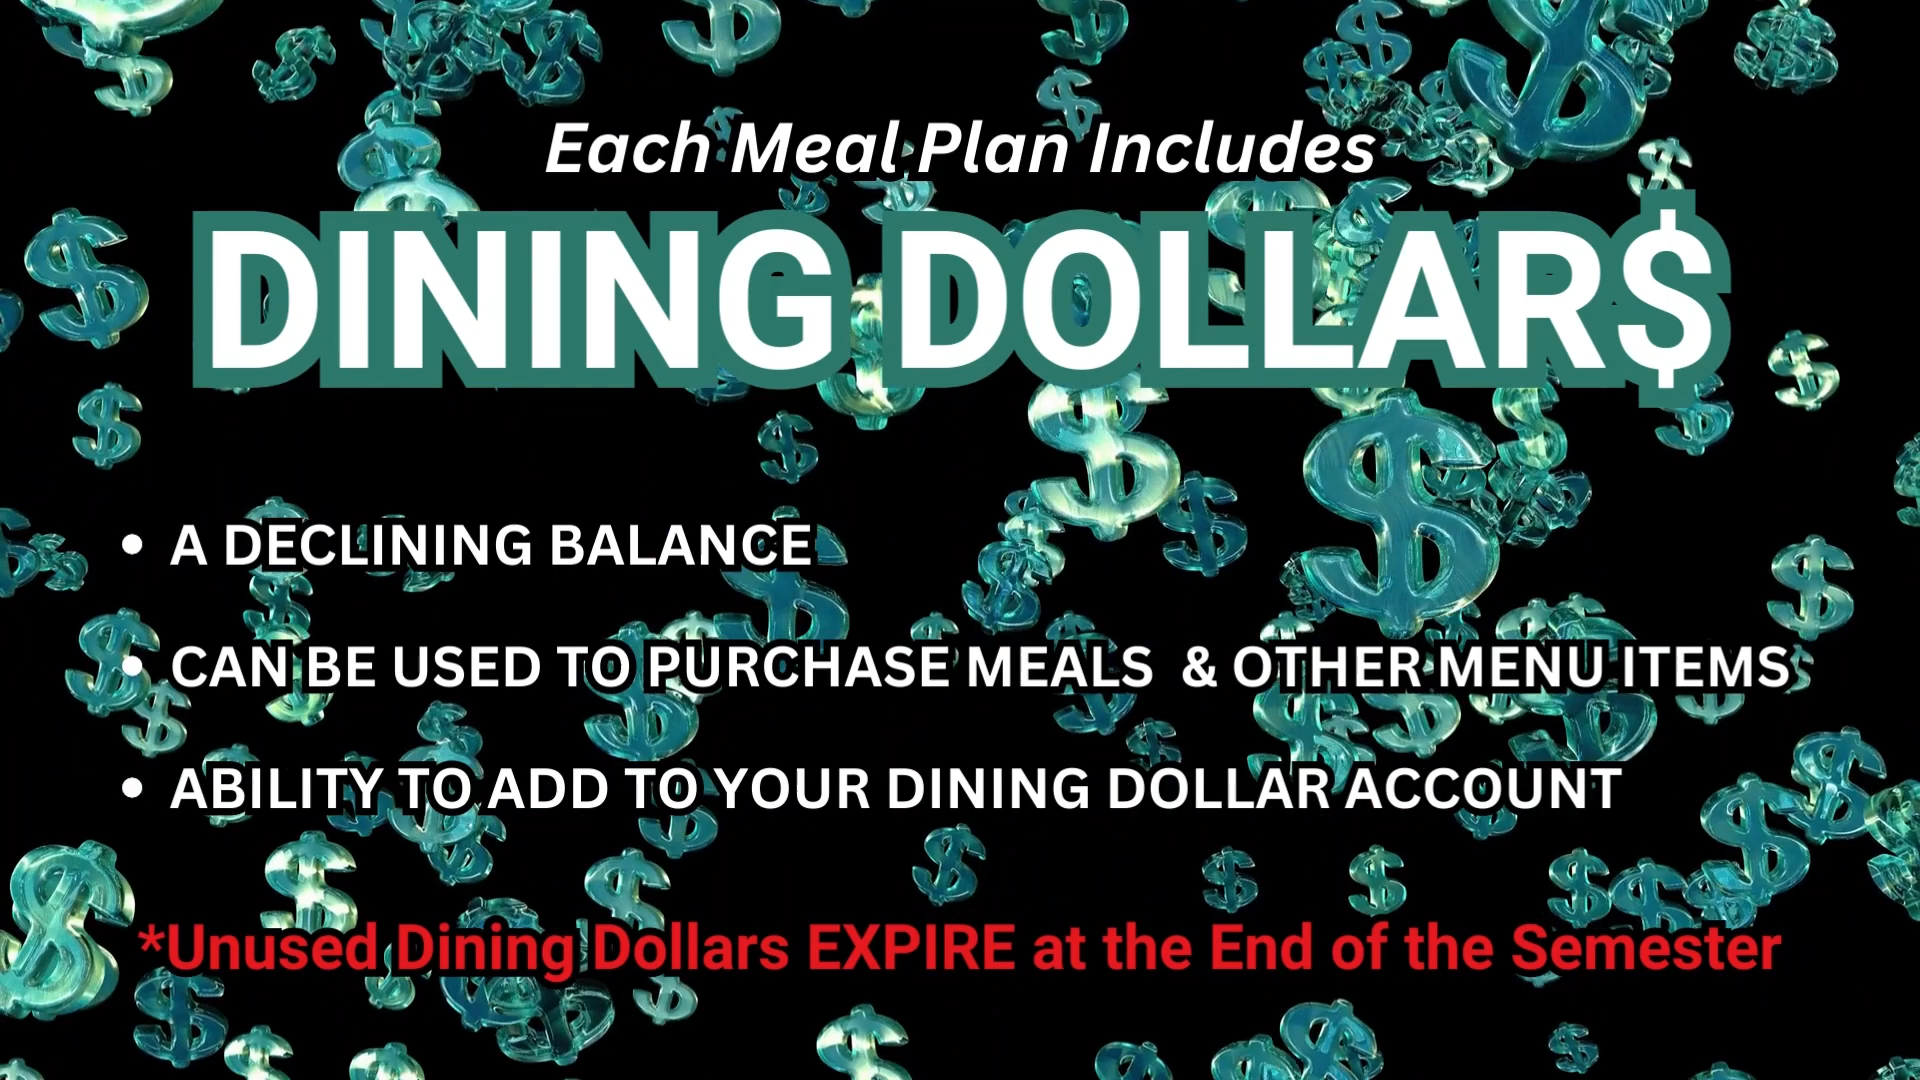 Each Meal Plan Includes
DINING DOLLAR$
• A DECLINING BALANCE
• CAN BE USED TO PURCHASE MEALS & OTHER MENU ITEMS
• ABILITY TO ADD TO YOUR DINING DOLLAR ACCOUNT
*Unused Dining Dollars EXPIRE at the End of the Semester